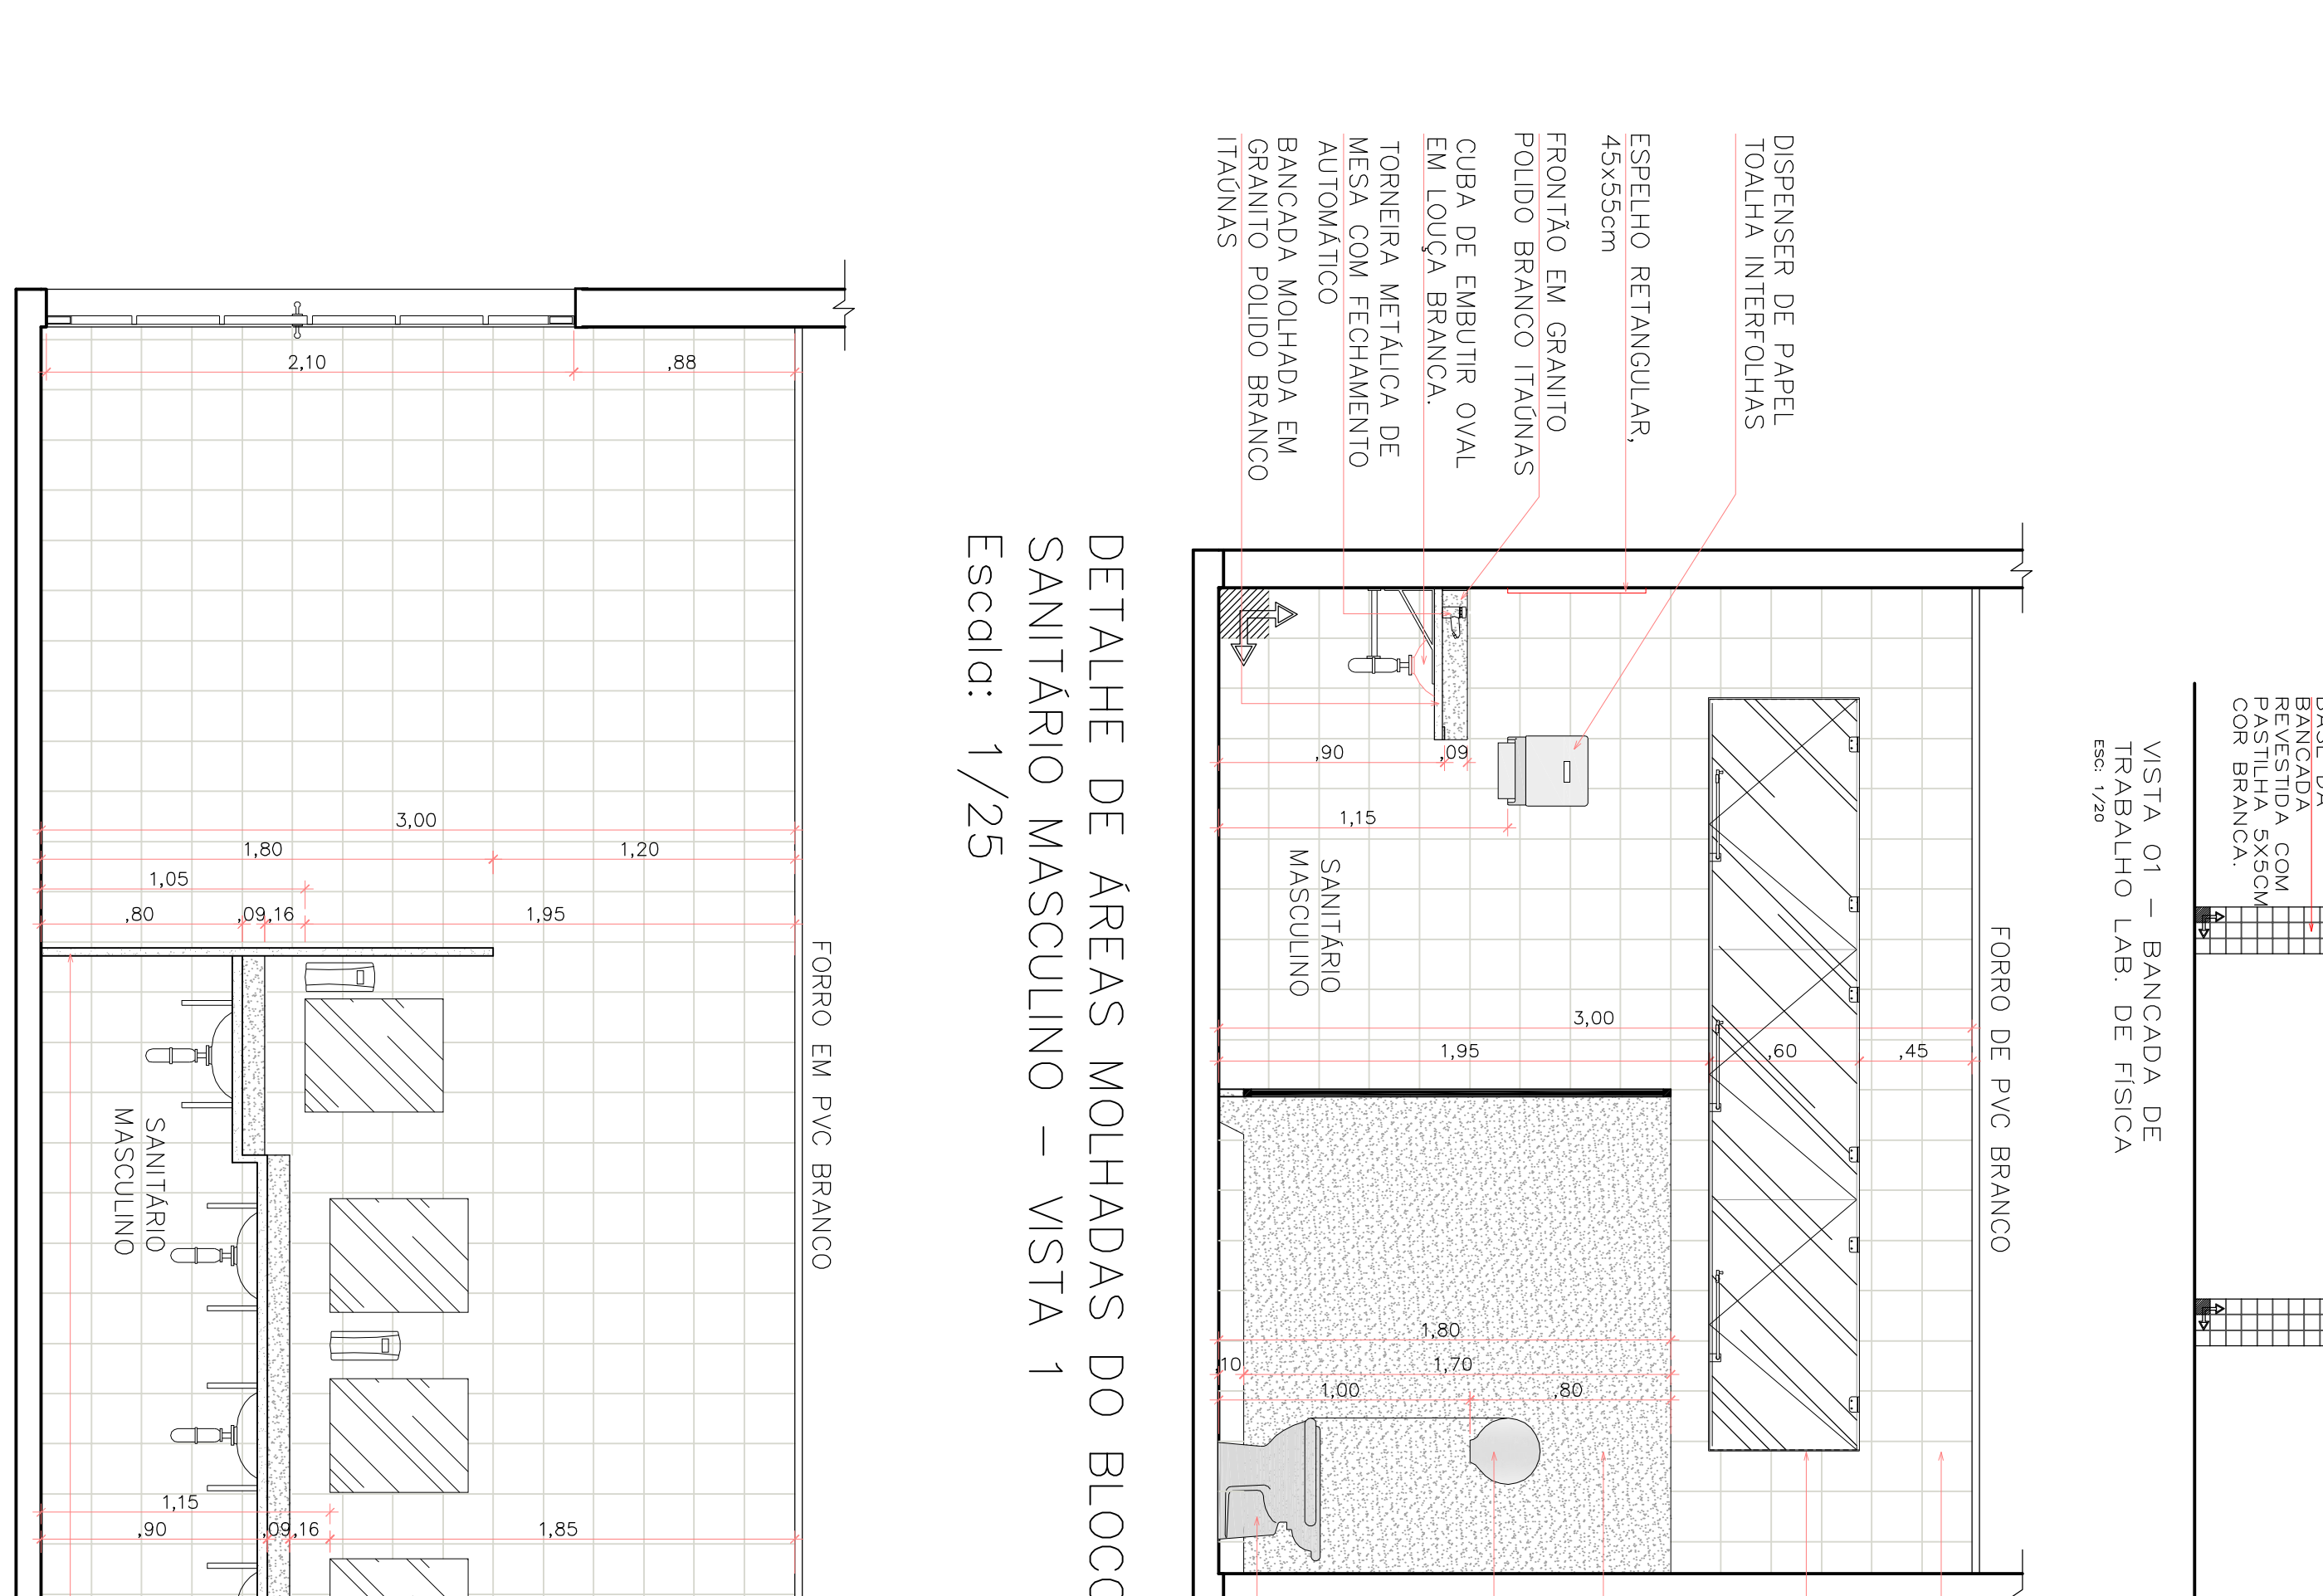 BANCADA
REVESTIDA COM
PASTILHA 5X5CM
COR BRANCA.
VISTA 01 – BANCADA DE
TRABALHO LAB. DE FÍSICA
ESC: 1/20
FORRO DE PVC BRANCO
DISPENSER DE PAPEL
TOALHA INTERFOLHAS
ESPELHO RETANGULAR,
45x55cm
FRONTÃO EM GRANITO
POLIDO BRANCO ITAÚNAS
CUBA DE EMBUTIR OVAL
EM LOUÇA BRANCA.
TORNEIRA METÁLICA DE
MESA COM FECHAMENTO
AUTOMÁTICO
BANCADA MOLHADA EM
GRANITO POLIDO BRANCO
ITAÚNAS
,90
,09
1,15
SANITÁRIO
MASCULINO
3,00
1,95
,60
,45
1,80
,10
1,70
1,00
,80
DETALHE DE ÁREAS MOLHADAS DO BLOCO
SANITÁRIO MASCULINO – VISTA 1
Escala: 1/25
FORRO EM PVC BRANCO
2,10
,88
3,00
1,80
1,20
1,05
,80
,09
,16
1,95
SANITÁRIO
MASCULINO
1,15
,90
,09
,16
1,85